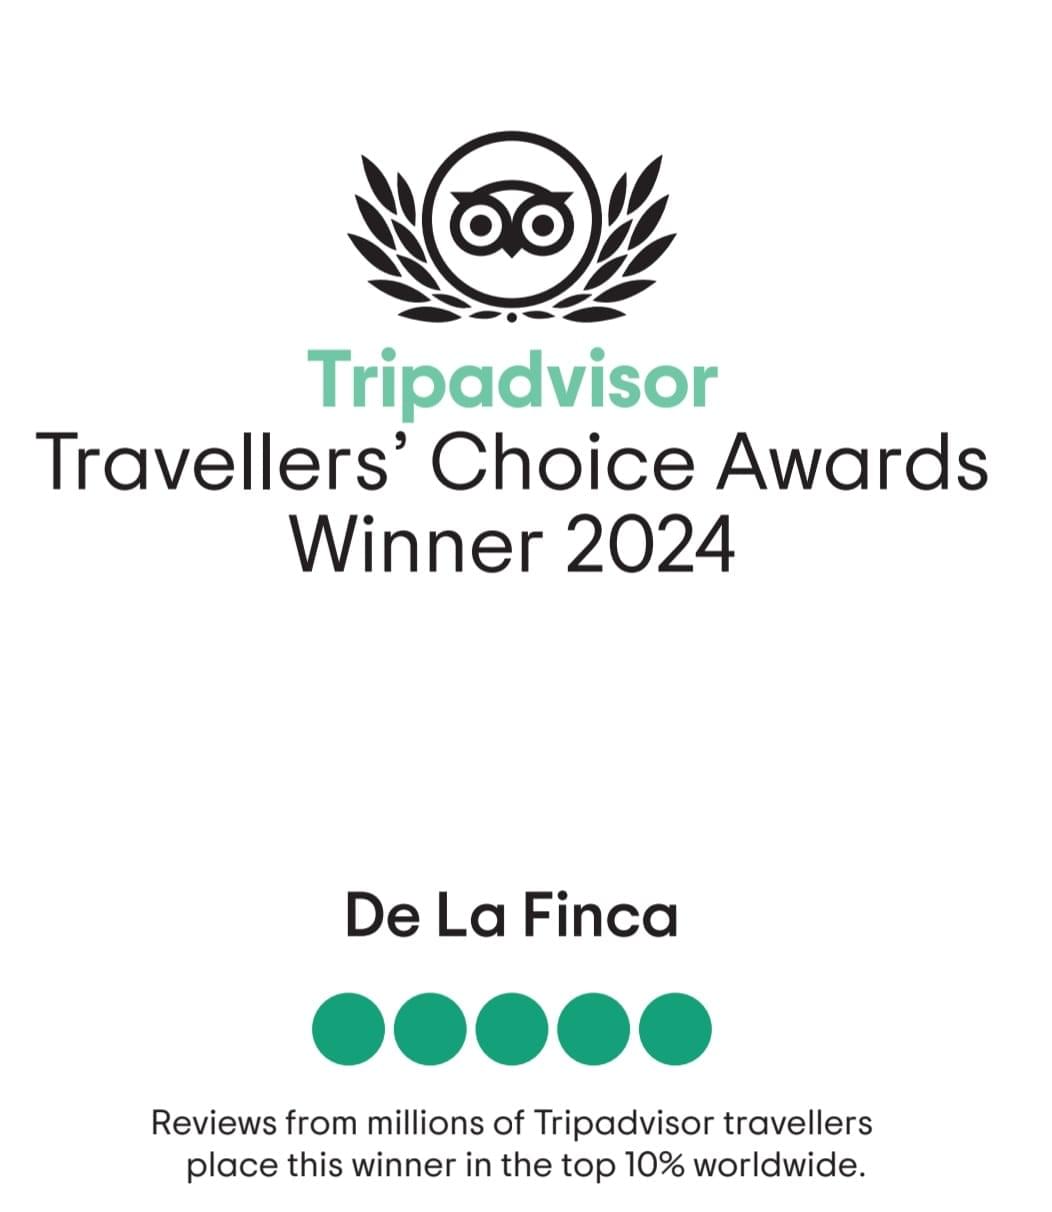 Tripadvisor
Travellers’ Choice Awards
Winner 2024
De La Finca
Reviews from millions of Tripadvisor travellers
place this winner in the top 10% worldwide.